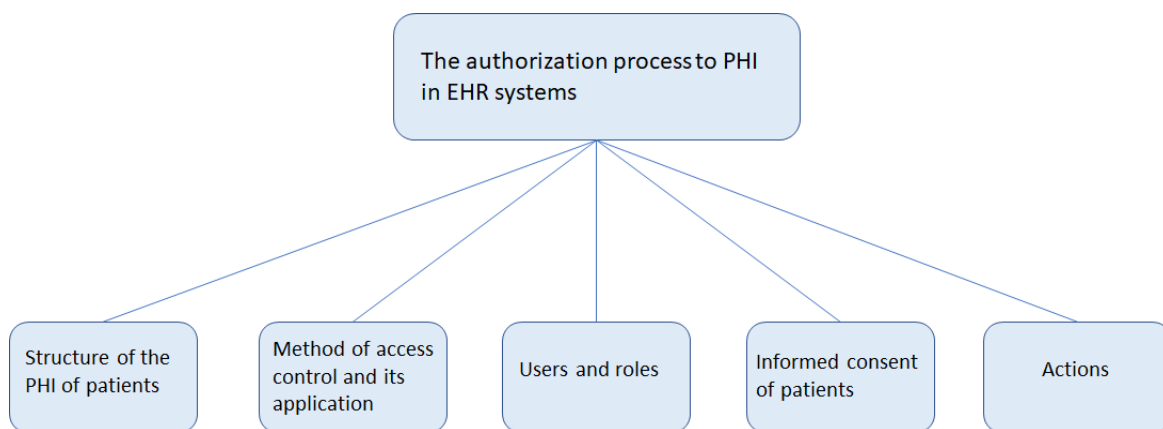 The authorization process to PHI
in EHR systems
Structure of the
PHI of patients
Method of access
control and its
application
Users and roles
Informed consent
of patients
Actions